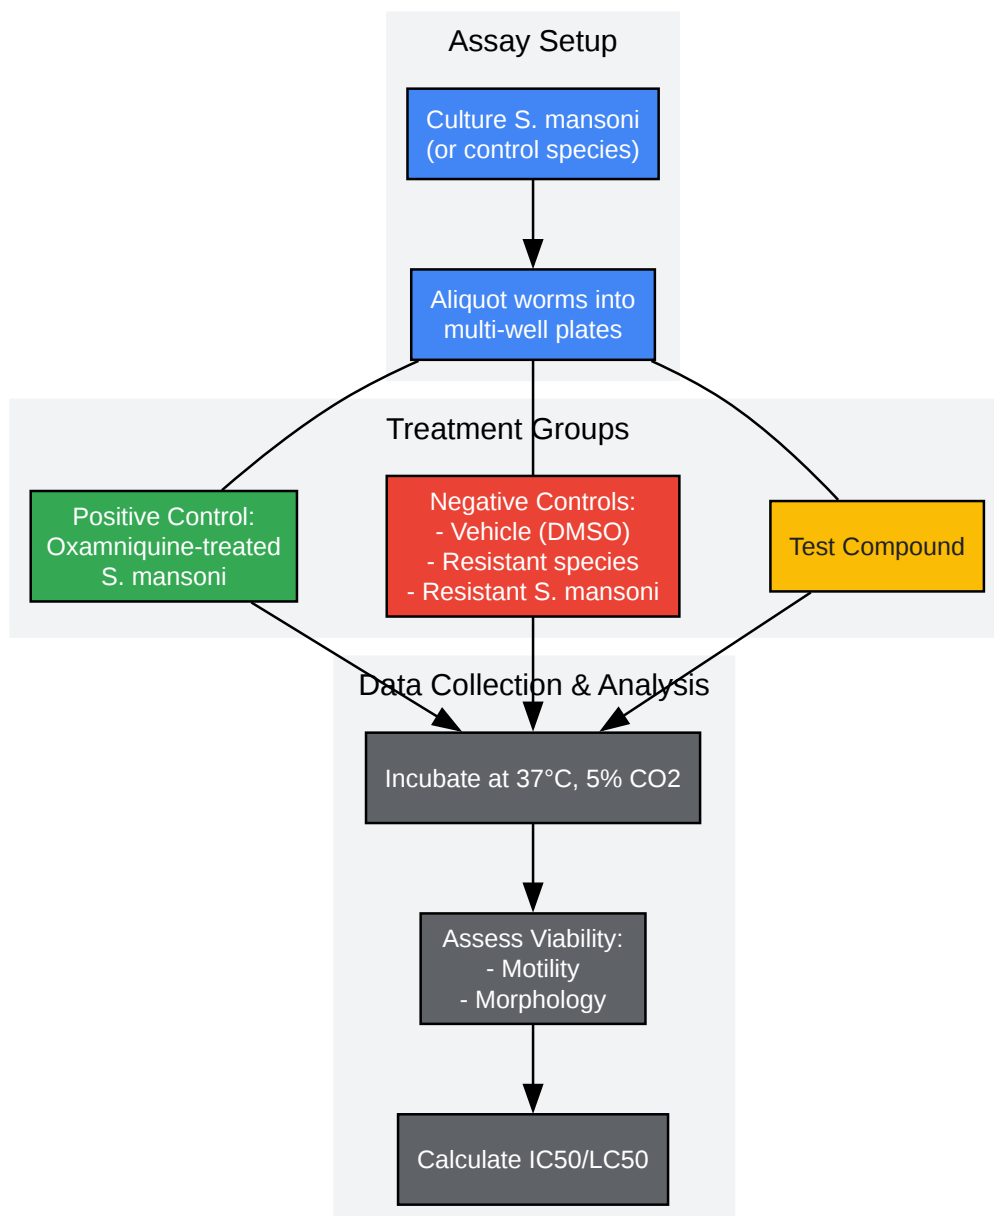 Assay Setup
Culture S. mansoni
(or control species)
Aliquot worms into
multi-well plates
Treatment Groups
Positive Control:
Oxamniquine-treated
S. mansoni
Negative Controls:
- Vehicle (DMSO)
- Resistant species
- Resistant S. mansoni
Test Compound
Data Collection & Analysis
Incubate at 37°C, 5% CO2
Assess Viability:
- Motility
- Morphology
Calculate IC50/LC50